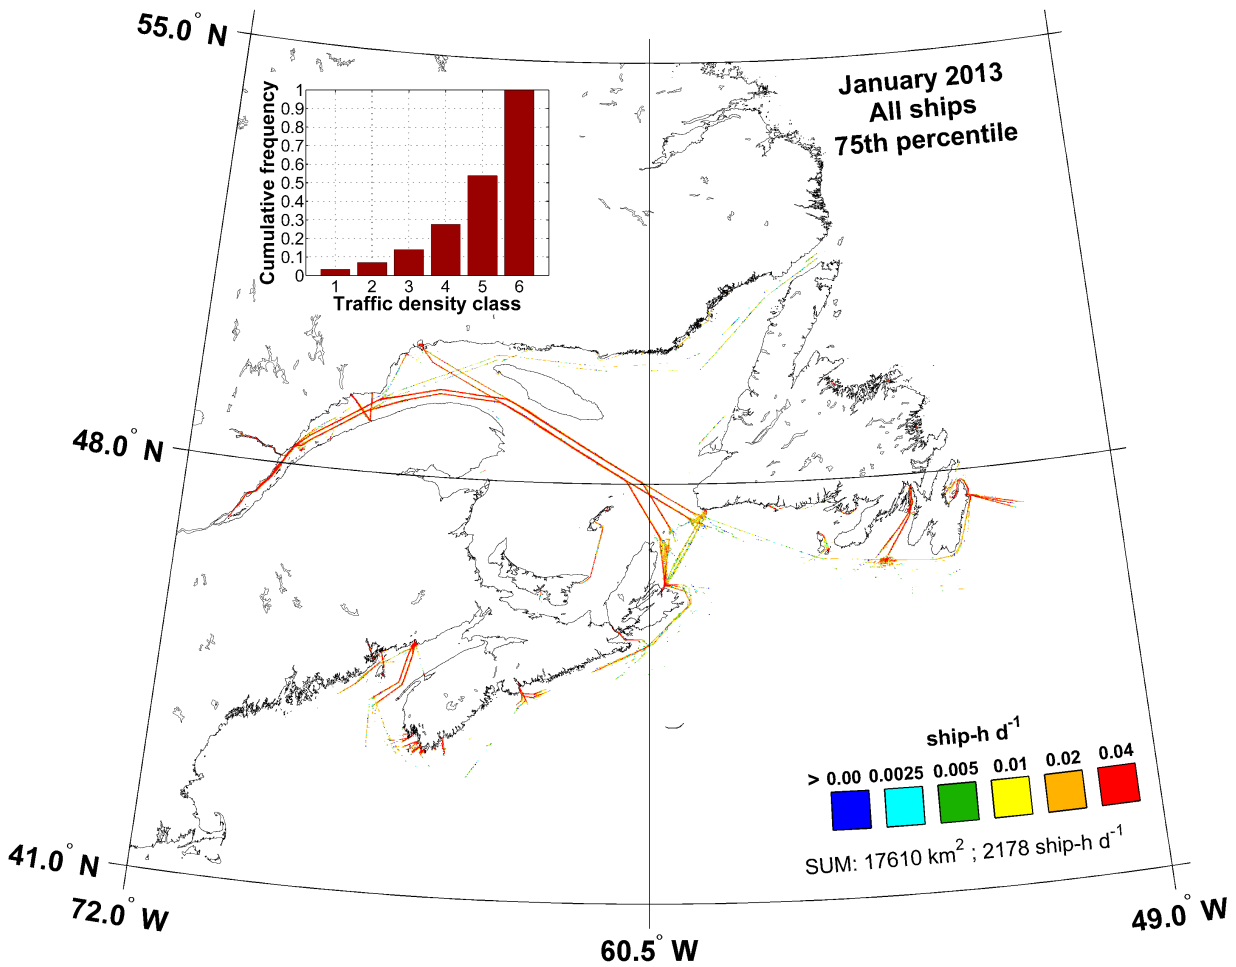 55.0° N
January 2013
All ships
75th percentile
Cumulative frequency
1
0.9
0.8
0.7
0.6
0.5
0.4
0.3
0.2
0.1
0
1 2 3 4 5 6
Traffic density class
48.0° N
ship-h d-1
> 0.00 0.0025 0.005 0.01 0.02 0.04
SUM: 17610 km2 ; 2178 ship-h d-1
41.0° N
72.0° W
60.5° W
49.0° W